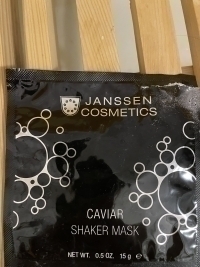 JANSSEN
COSMETICS
CAVIAR
SHAKER MASK
NET WT. 0.5 OZ. 15 g ℮